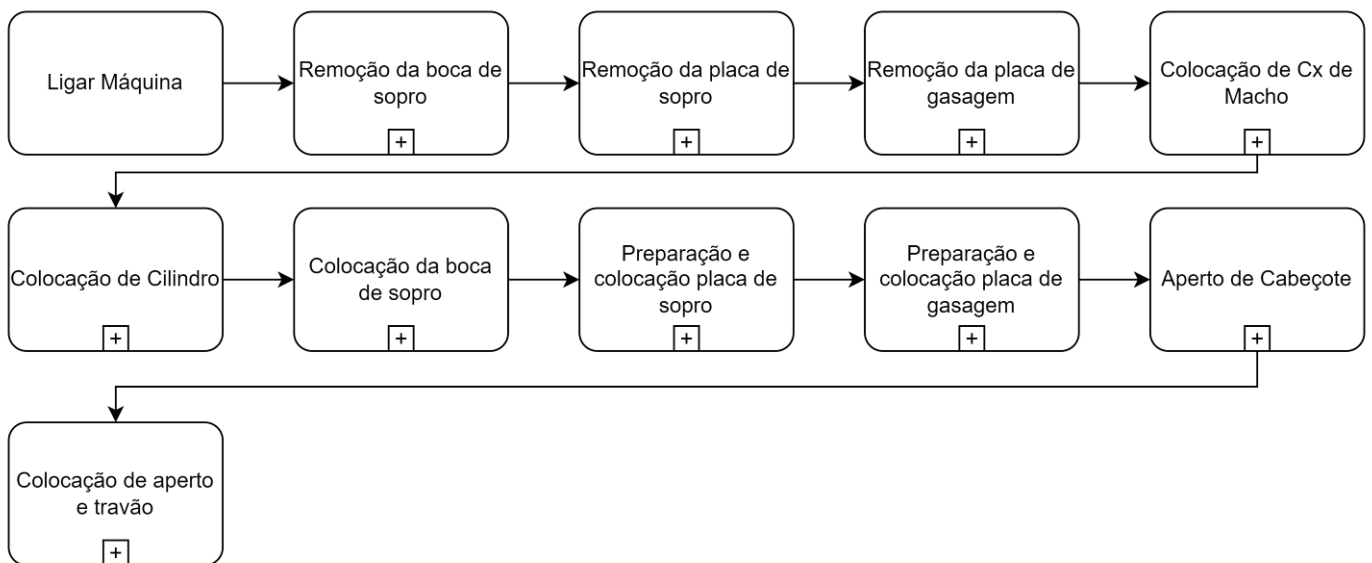 Ligar Máquina
Remoção da boca de
sopro
+
Remoção da placa de
sopro
+
Remoção da placa de
gasagem
+
Colocação de Cx de
Macho
+
Colocação de Cilindro
+
Colocação da boca
de sopro
+
Preparação e
colocação placa de
sopro
+
Preparação e
colocação placa de
gasagem
+
Aperto de Cabeçote
+
Colocação de aperto
e travão
+